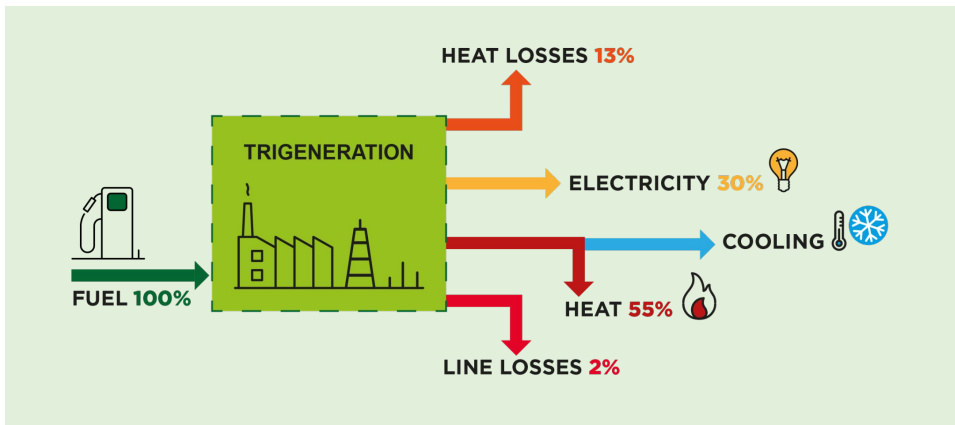 HEAT LOSSES 13%
TRIGENERATION
ELECTRICITY 30%
COOLING
FUEL 100%
HEAT 55%
LINE LOSSES 2%